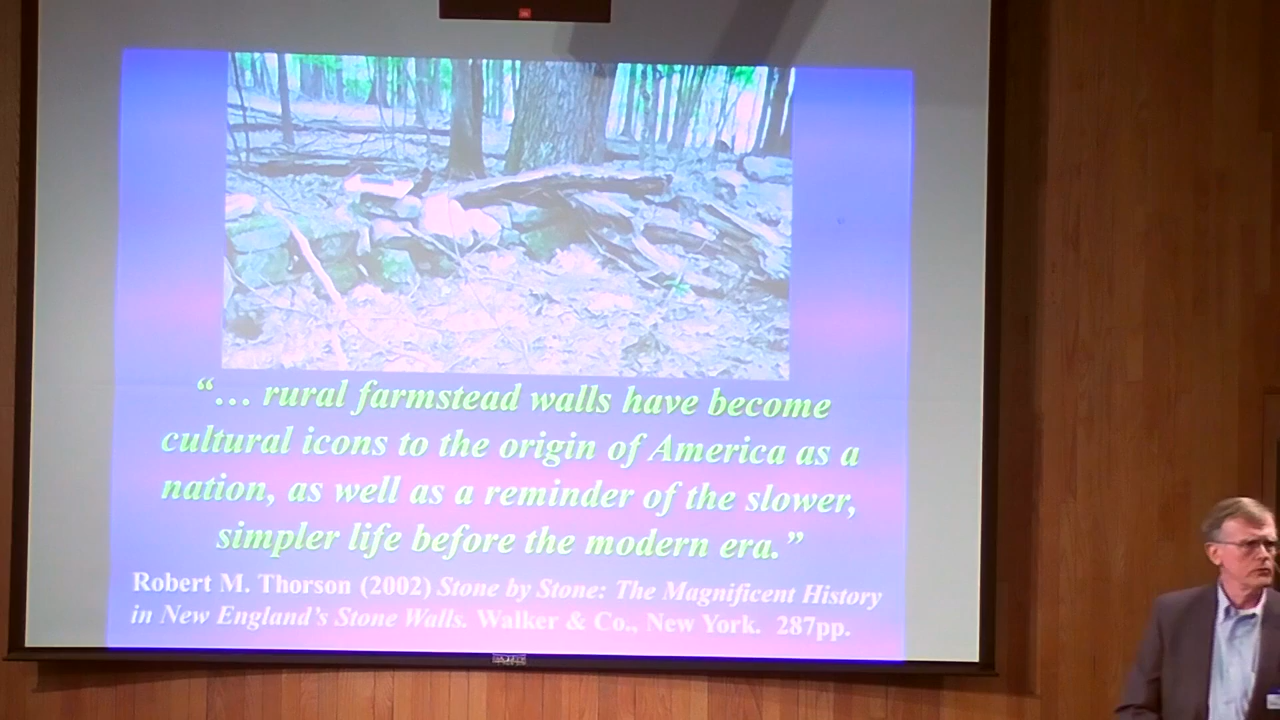 “… rural farmstead walls have become
cultural icons to the origin of America as a
nation, as well as a reminder of the slower,
simpler life before the modern era.”
Robert M. Thorson (2002) Stone by Stone: The Magnificent History
in New England’s Stone Walls. Walker & Co., New York. 287pp.